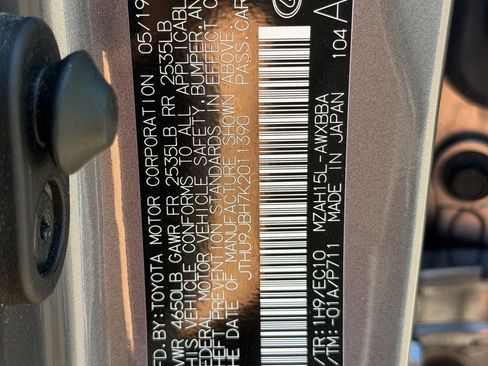 MFD. BY: TOYOTA MOTOR CORPORATION 05/19
GVWR 4650LB GAWR FR 2535LB RR 2535LB
THIS VEHICLE CONFORMS TO ALL APPLICABLE
FEDERAL MOTOR VEHICLE SAFETY, BUMPER, AN
THEFT PREVENTION STANDARDS IN EFFECT O
THE DATE OF MANUFACTURE SHOWN ABOVE.
JTHU9JBH7K2011390 PASS.CAR
C/TR: 1H9/EC10 MZAH15L-AWXBBA
A/TM: -01A/P711 MADE IN JAPAN 104
A